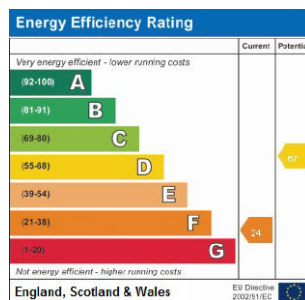 Energy Efficiency Rating
Current Potential
Very energy efficient - lower running costs
(92-100) A
(81-91) B
(69-80) C
(55-68) D
67
(39-54) E
(21-38) F
24
(1-20) G
Not energy efficient - higher running costs
England, Scotland & Wales
EU Directive
2002/91/EC